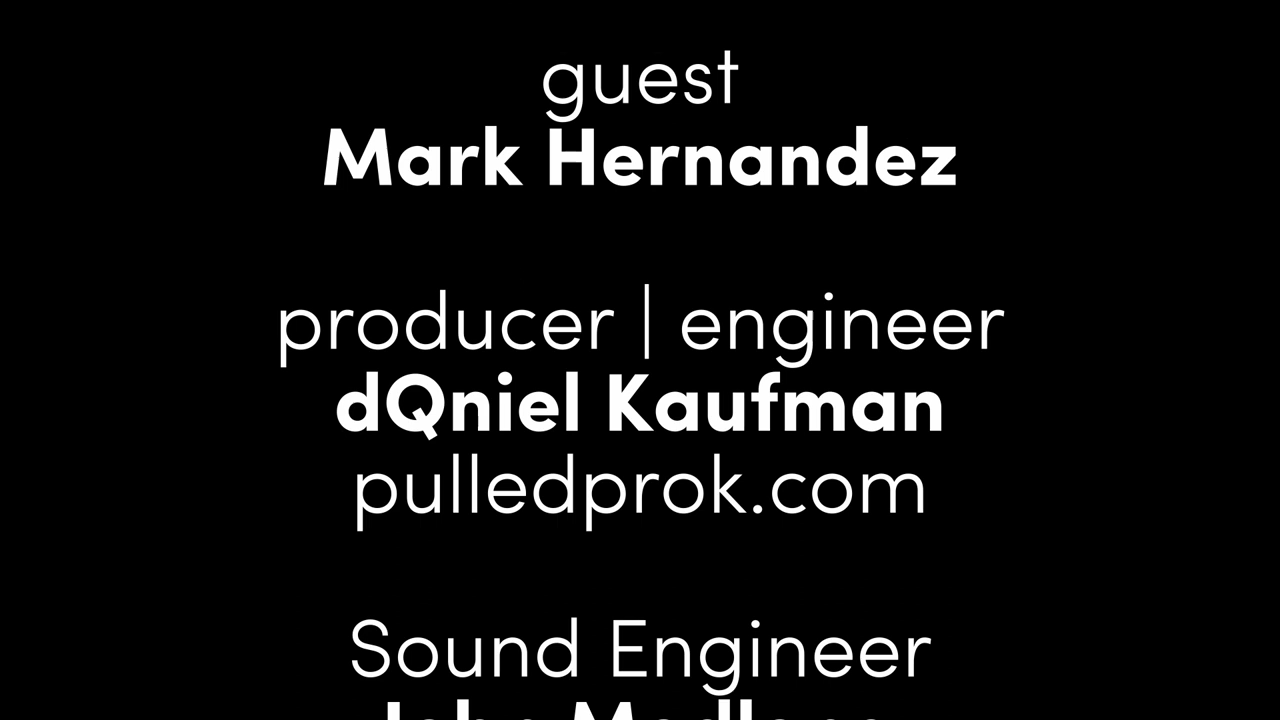 guest
Mark Hernandez
producer | engineer
dQniel Kaufman
pulledprok.com
Sound Engineer